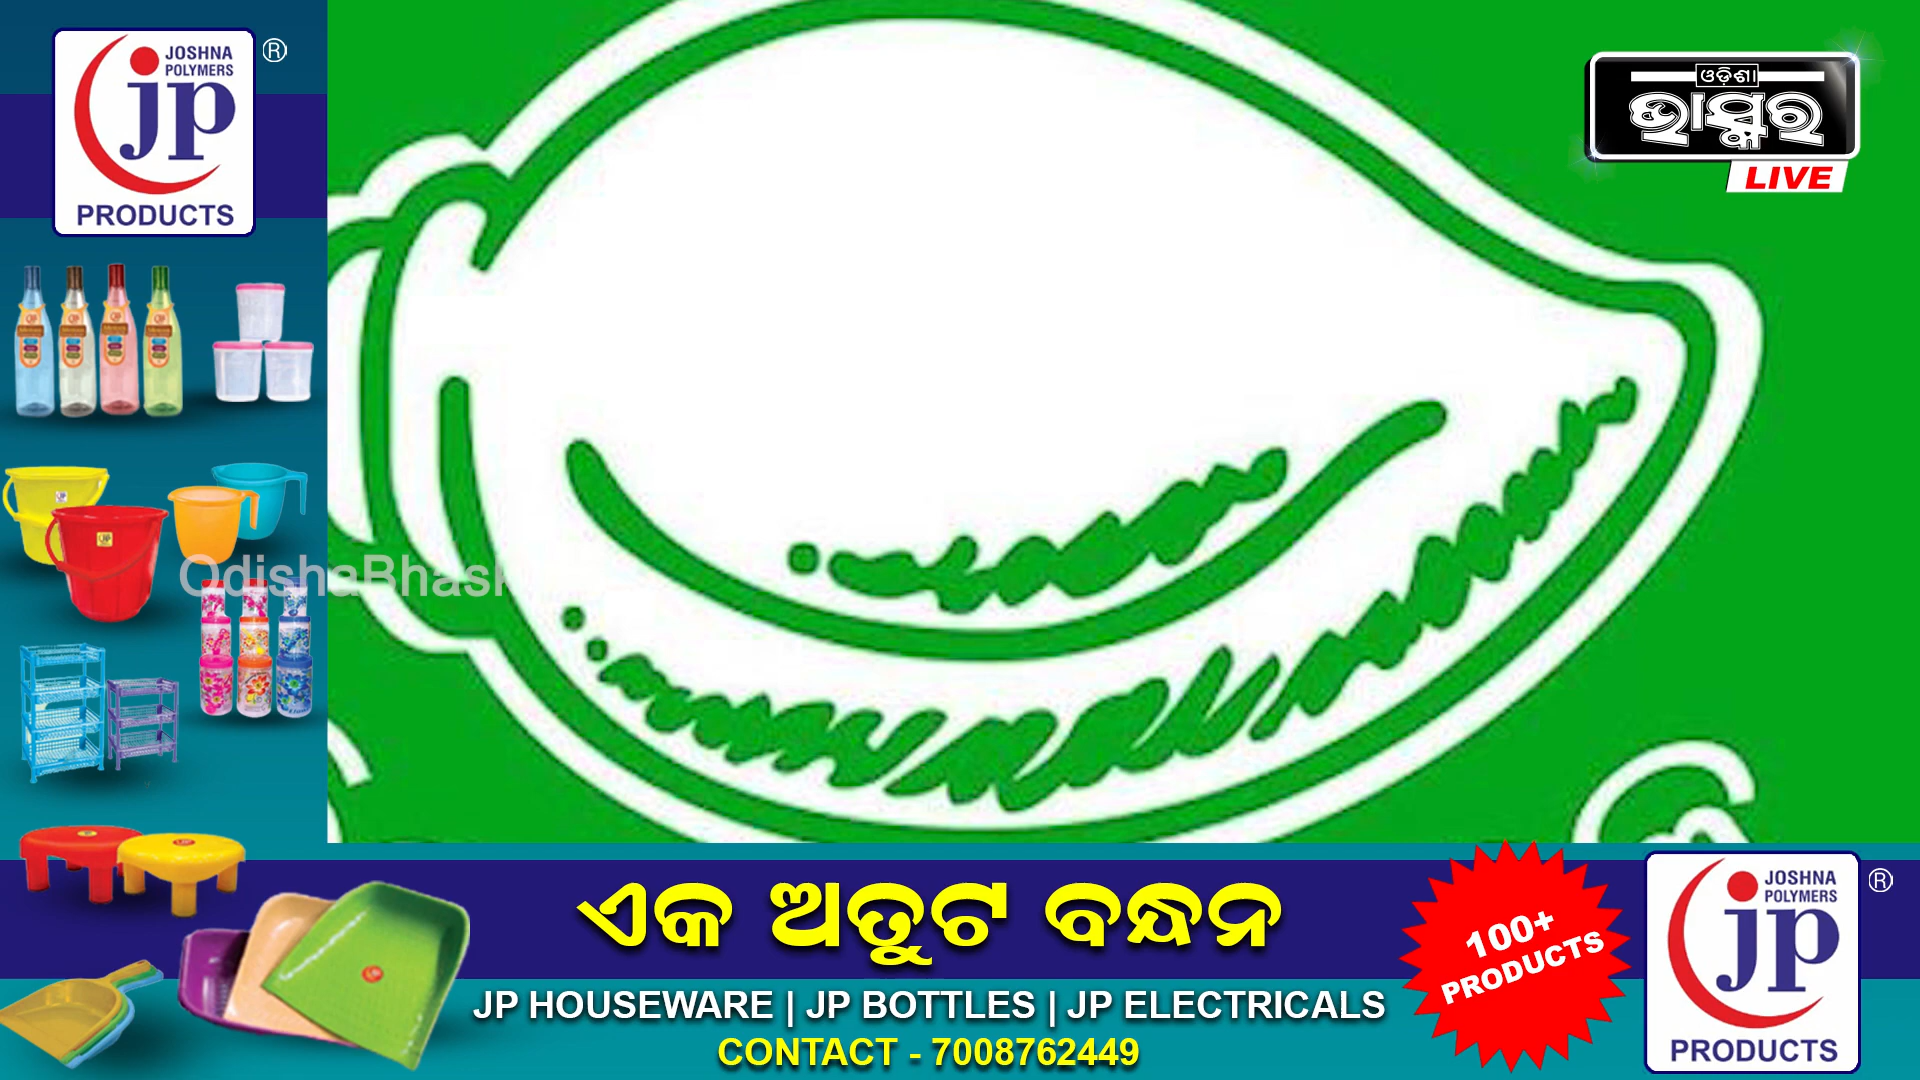 JOSHNA
POLYMERS
®
jp
PRODUCTS
ଓଡ଼ିଶା
ଭାସ୍କର
LIVE
OdishaBhask
ଏକ ଅତୁଟ ବନ୍ଧନ
JP HOUSEWARE | JP BOTTLES | JP ELECTRICALS
CONTACT - 7008762449
100+
PRODUCTS
JOSHNA
POLYMERS
®
jp
PRODUCTS